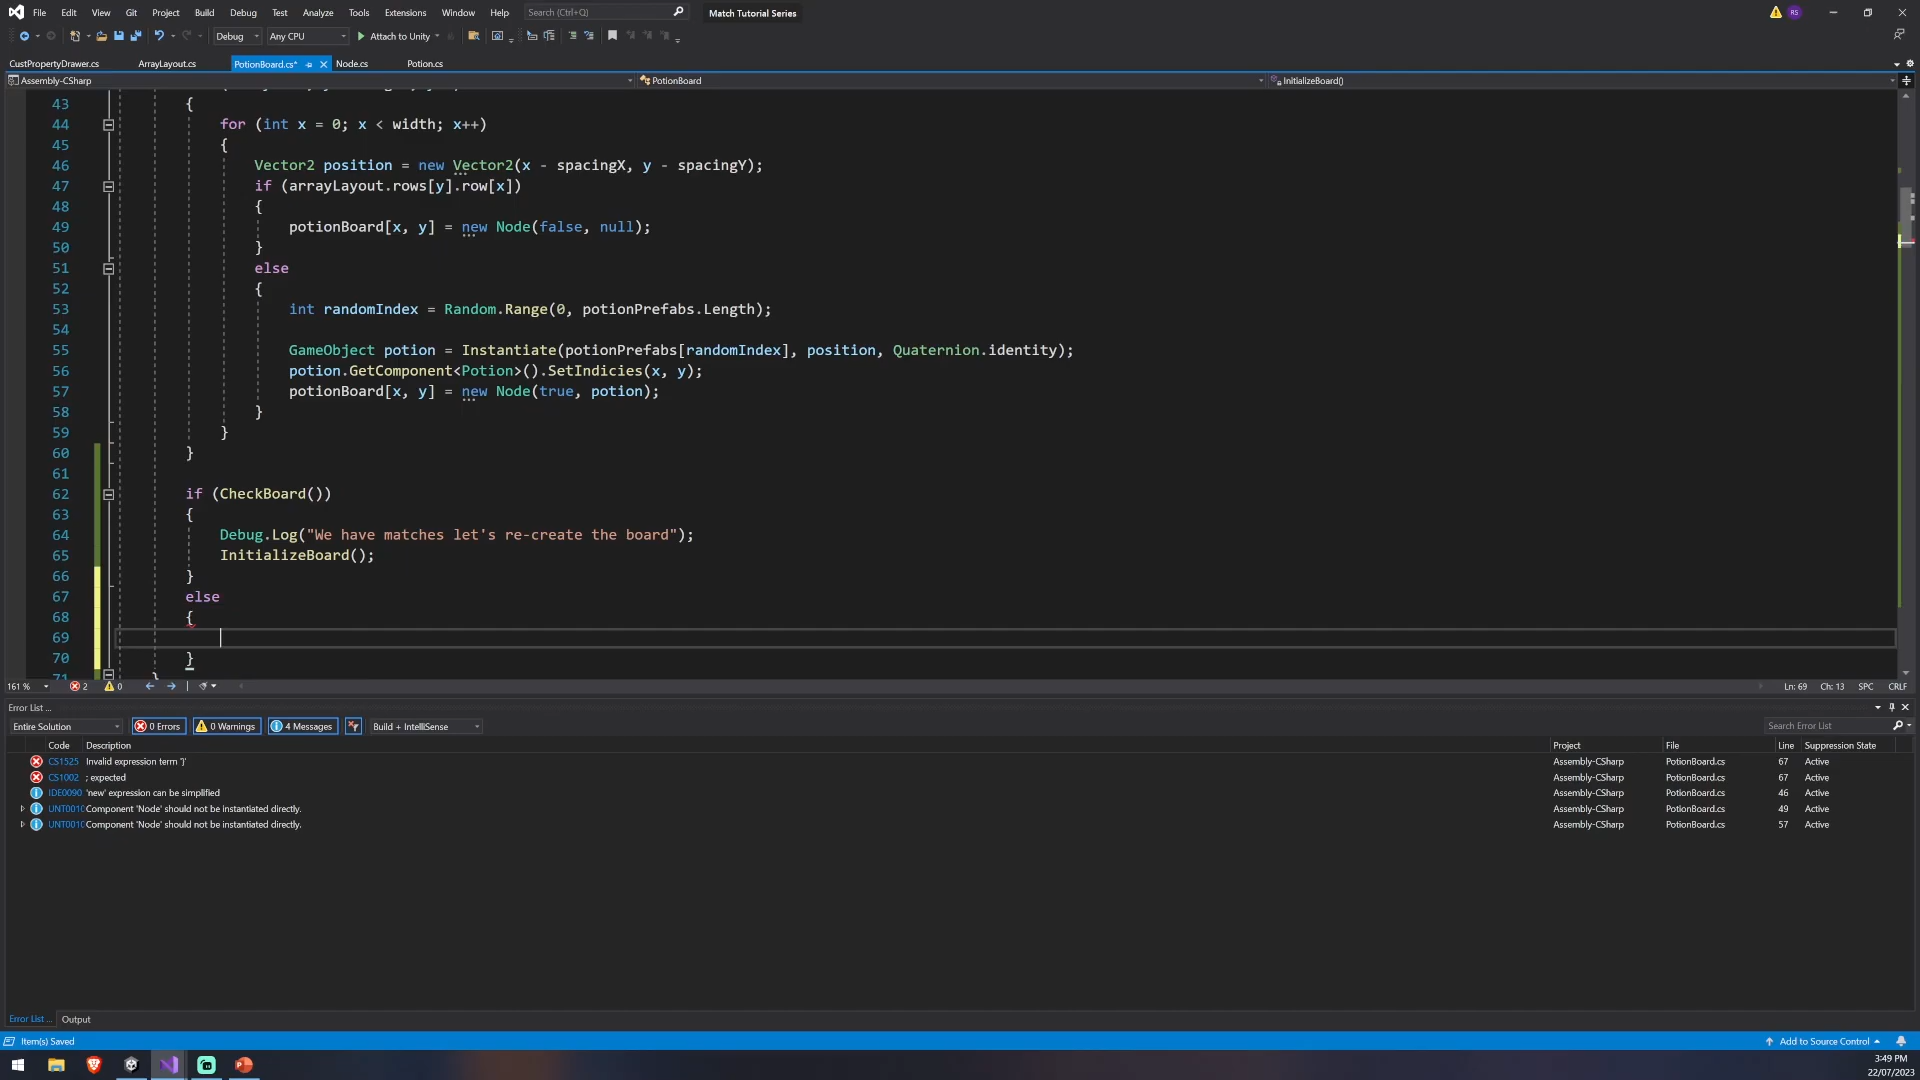 File Edit View Git Project Build Debug Test Analyze Tools Extensions Window Help Search (Ctrl+Q) Match Tutorial Series RS
Debug Any CPU Attach to Unity
CustPropertyDrawer.cs ArrayLayout.cs PotionBoard.cs* Node.cs Potion.cs
Assembly-CSharp PotionBoard InitializeBoard()
43 {
44 for (int x = 0; x < width; x++)
45 {
46 Vector2 position = new Vector2(x - spacingX, y - spacingY);
47 if (arrayLayout.rows[y].row[x])
48 {
49 potionBoard[x, y] = new Node(false, null);
50 }
51 else
52 {
53 int randomIndex = Random.Range(0, potionPrefabs.Length);
54
55 GameObject potion = Instantiate(potionPrefabs[randomIndex], position, Quaternion.identity);
56 potion.GetComponent<Potion>().SetIndicies(x, y);
57 potionBoard[x, y] = new Node(true, potion);
58 }
59 }
60 }
61
62 if (CheckBoard())
63 {
64 Debug.Log("We have matches let's re-create the board");
65 InitializeBoard();
66 }
67 else
68 {
69
70 }
71 }
161 % 2 0 Ln: 69 Ch: 13 SPC CRLF
Error List ...
Entire Solution 0 Errors 0 Warnings 4 Messages Build + IntelliSense Search Error List
Code Description Project File Line Suppression State
CS1525 Invalid expression term '}' Assembly-CSharp PotionBoard.cs 67 Active
CS1002 ; expected Assembly-CSharp PotionBoard.cs 67 Active
IDE0090 'new' expression can be simplified Assembly-CSharp PotionBoard.cs 46 Active
UNT001C Component 'Node' should not be instantiated directly. Assembly-CSharp PotionBoard.cs 49 Active
UNT001C Component 'Node' should not be instantiated directly. Assembly-CSharp PotionBoard.cs 57 Active
Error List ... Output
Item(s) Saved Add to Source Control
3:49 PM
22/07/2023